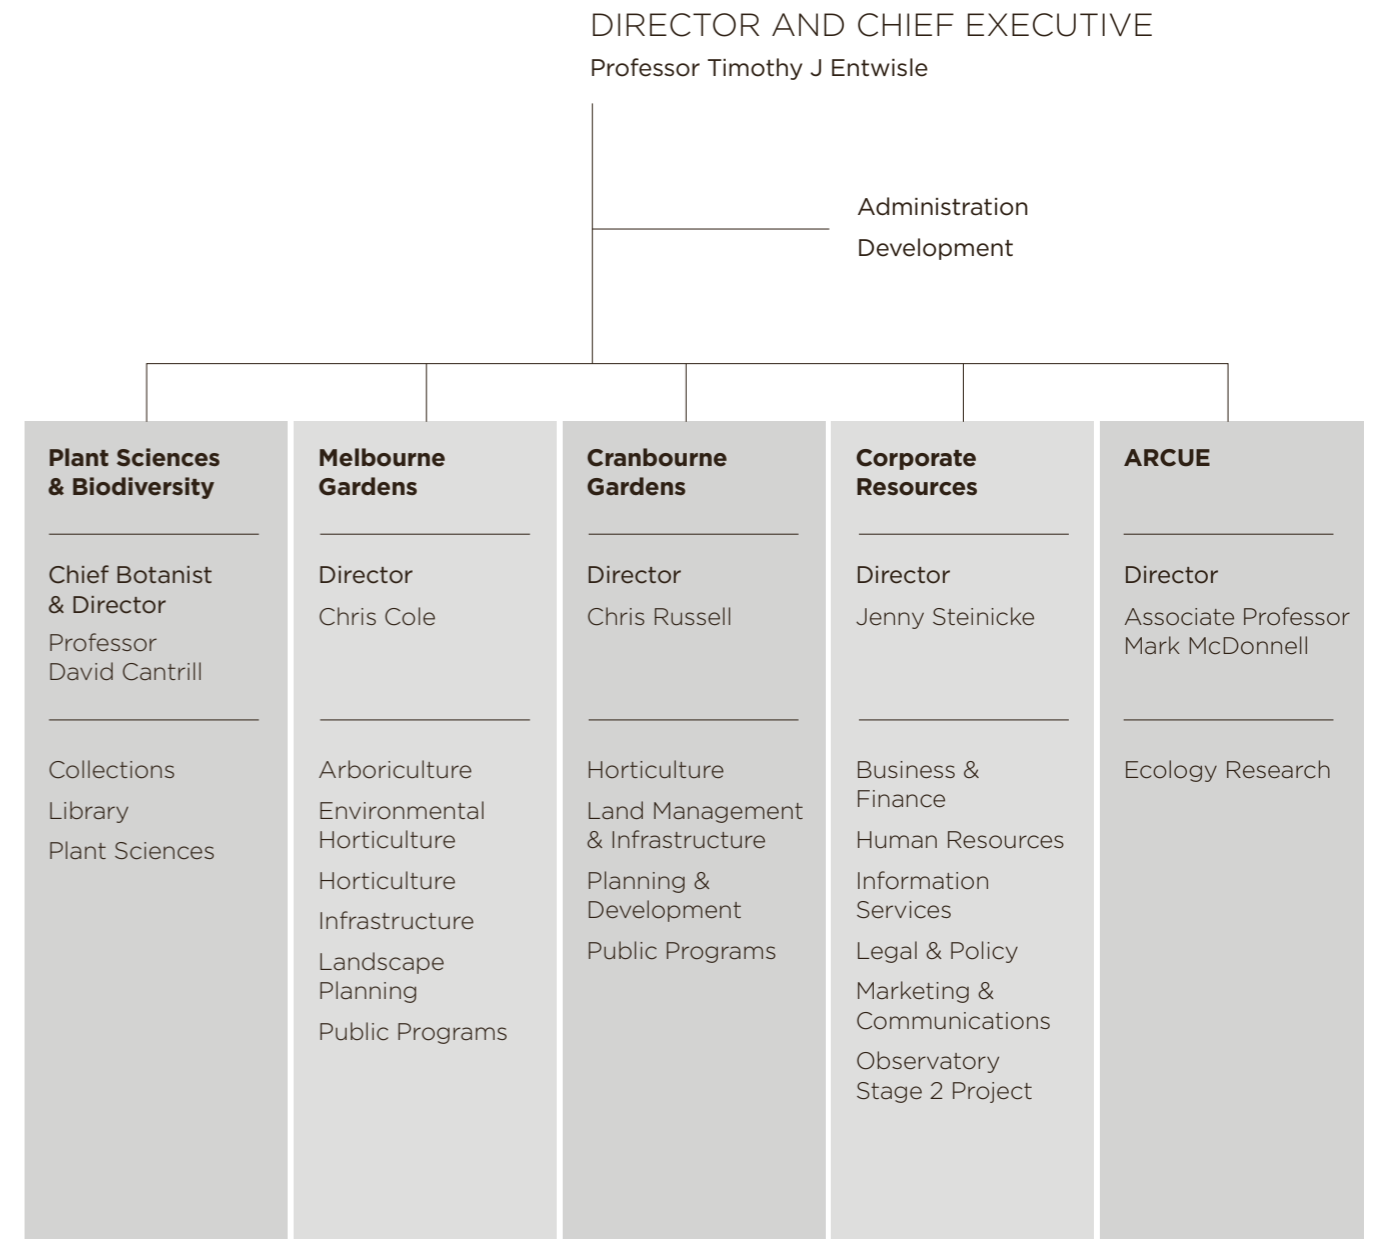 DIRECTOR AND CHIEF EXECUTIVE
Professor Timothy J Entwisle
Administration
Development
Plant Sciences
& Biodiversity
Chief Botanist
& Director
Professor
David Cantrill
Collections
Library
Plant Sciences
Melbourne
Gardens
Director
Chris Cole
Arboriculture
Environmental
Horticulture
Horticulture
Infrastructure
Landscape
Planning
Public Programs
Cranbourne
Gardens
Director
Chris Russell
Horticulture
Land Management
& Infrastructure
Planning &
Development
Public Programs
Corporate
Resources
Director
Jenny Steinicke
Business &
Finance
Human Resources
Information
Services
Legal & Policy
Marketing &
Communications
Observatory
Stage 2 Project
ARCUE
Director
Associate Professor
Mark McDonnell
Ecology Research